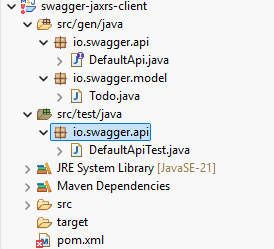 swagger-jaxrs-client
src/gen/java
io.swagger.api
DefaultApi.java
io.swagger.model
Todo.java
src/test/java
io.swagger.api
DefaultApiTest.java
JRE System Library [JavaSE-21]
Maven Dependencies
src
target
pom.xml